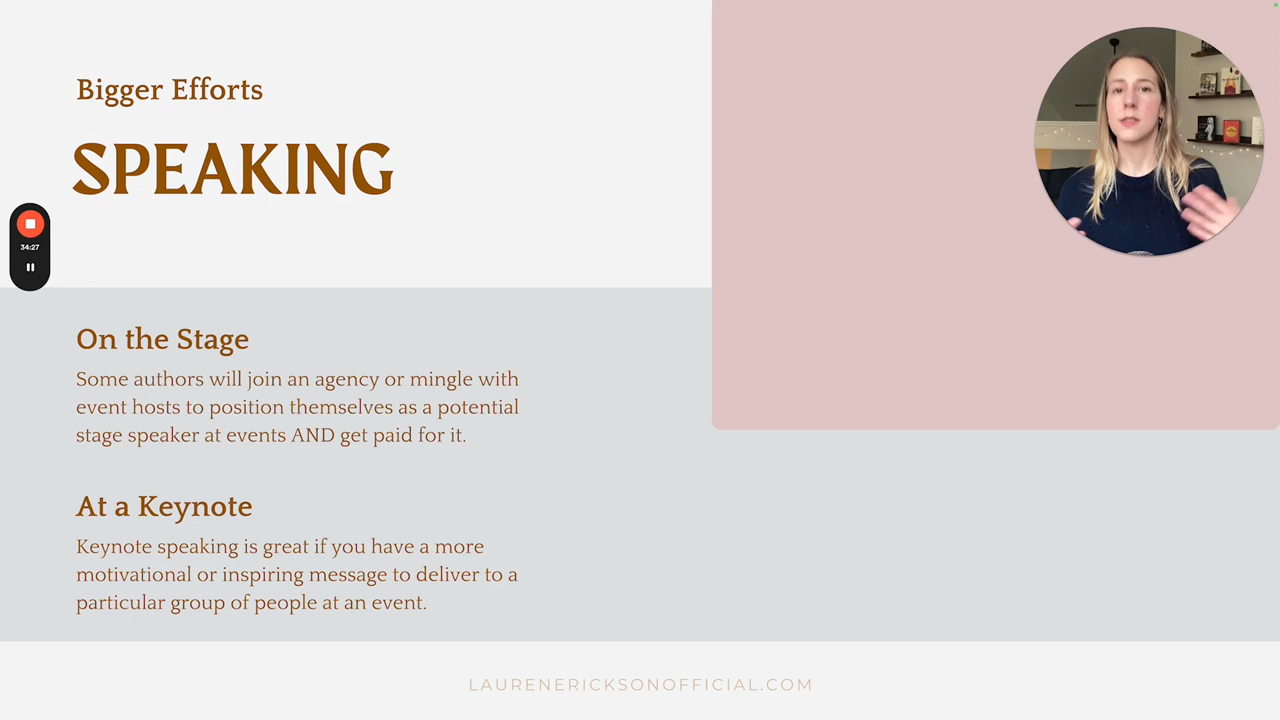 Bigger Efforts
SPEAKING
34:27
On the Stage
Some authors will join an agency or mingle with
event hosts to position themselves as a potential
stage speaker at events AND get paid for it.
At a Keynote
Keynote speaking is great if you have a more
motivational or inspiring message to deliver to a
particular group of people at an event.
LAURENERICKSONOFFICIAL.COM